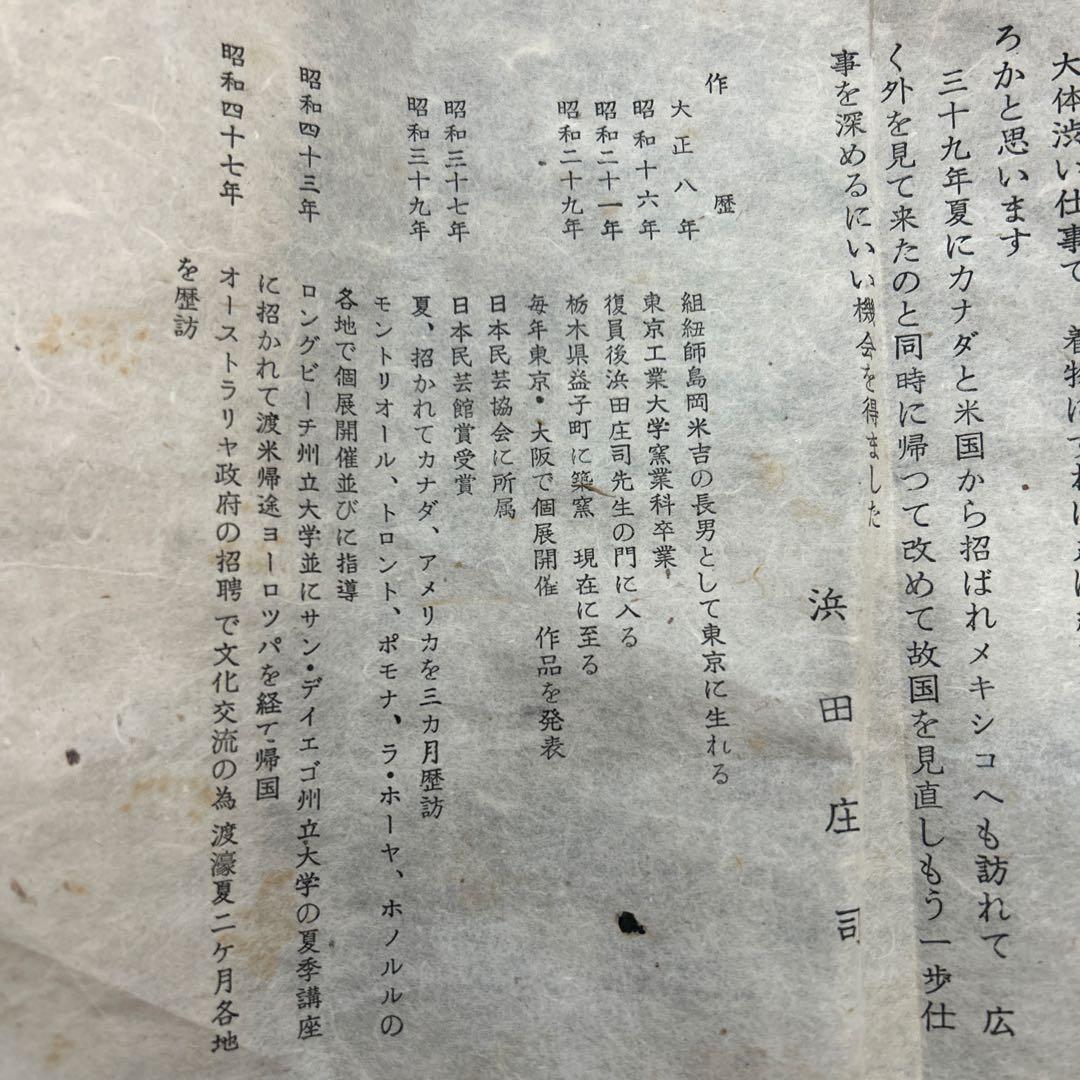 大体渋い仕事で 着物にすれば
ろかと思います
三十九年夏にカナダと米国から招ばれメキシコへも訪れて 広
く外を見て来たのと同時に帰つて改めて故国を見直しもう一歩仕
事を深めるにいい機会を得ました
浜田庄司
作歴
大正八年 組紐師島岡米吉の長男として東京に生れる
昭和十六年 東京工業大学窯業科卒業
昭和二十一年 復員後浜田庄司先生の門に入る
昭和二十九年 栃木県益子町に築窯 現在に至る
毎年東京・大阪で個展開催 作品を発表
日本民芸協会に所属
昭和三十七年 日本民芸館賞受賞
昭和三十九年 夏、招かれてカナダ、アメリカを三カ月歴訪
モントリオール、トロント、ポモナ、ラ・ホーヤ、ホノルルの
各地で個展開催並びに指導
昭和四十三年 ロングビーチ州立大学並にサン・デイエゴ州立大学の夏季講座
に招かれて渡米帰途ヨーロツパを経て帰国
昭和四十七年 オーストラリヤ政府の招聘で文化交流の為渡濠夏二ケ月各地
を歴訪